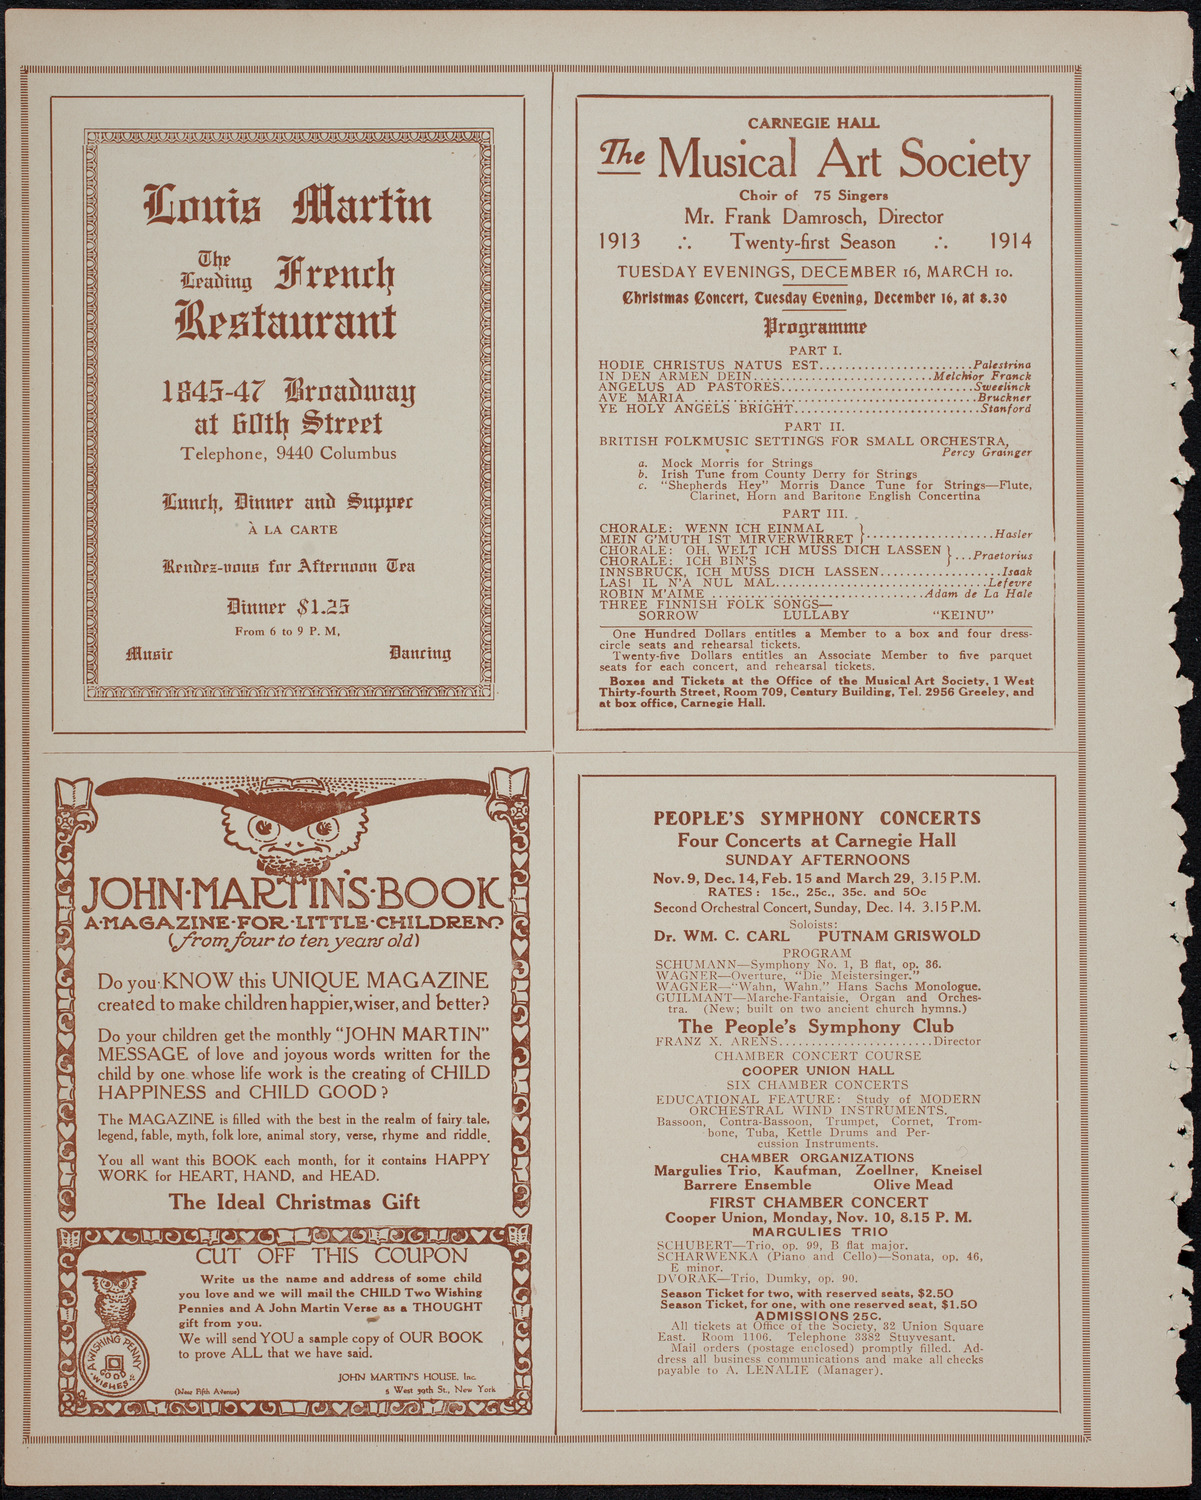 Louis Martin
The
Leading French
Restaurant
1845-47 Broadway
at 60th Street
Telephone, 9440 Columbus
Lunch, Dinner and Supper
À LA CARTE
Rendez-vous for Afternoon Tea
Dinner $1.25
From 6 to 9 P. M,
Music Dancing
CARNEGIE HALL
The Musical Art Society
Choir of 75 Singers
Mr. Frank Damrosch, Director
1913 ∴ Twenty-first Season ∴ 1914
TUESDAY EVENINGS, DECEMBER 16, MARCH 10.
Christmas Concert, Tuesday Evening, December 16, at 8.30
Programme
PART I.
HODIE CHRISTUS NATUS EST......................Palestrina
IN DEN ARMEN DEIN..........................Melchior Franck
ANGELUS AD PASTORES............................Sweelinck
AVE MARIA .........................................Bruckner
YE HOLY ANGELS BRIGHT...........................Stanford
PART II.
BRITISH FOLKMUSIC SETTINGS FOR SMALL ORCHESTRA,
Percy Grainger
a. Mock Morris for Strings
b. Irish Tune from County Derry for Strings
c. "Shepherds Hey" Morris Dance Tune for Strings—Flute,
Clarinet, Horn and Baritone English Concertina
PART III.
CHORALE: WENN ICH EINMAL
MEIN G'MUTH IST MIRVERWIRRET }...................Hasler
CHORALE: OH, WELT ICH MUSS DICH LASSEN
CHORALE: ICH BIN'S }...Praetorius
INNSBRUCK, ICH MUSS DICH LASSEN..................Isaak
LAS! IL N'A NUL MAL...............................Lefevre
ROBIN M'AIME ...............................Adam de La Hale
THREE FINNISH FOLK SONGS—
SORROW LULLABY "KEINU"
One Hundred Dollars entitles a Member to a box and four dress-
circle seats and rehearsal tickets.
Twenty-five Dollars entitles an Associate Member to five parquet
seats for each concert, and rehearsal tickets.
Boxes and Tickets at the Office of the Musical Art Society, 1 West
Thirty-fourth Street, Room 709, Century Building, Tel. 2956 Greeley, and
at box office, Carnegie Hall.
JOHN·MARTIN'S·BOOK
A·MAGAZINE·FOR·LITTLE·CHILDREN?
(from four to ten years old)
Do you KNOW this UNIQUE MAGAZINE
created to make children happier, wiser, and better?
Do your children get the monthly "JOHN MARTIN"
MESSAGE of love and joyous words written for the
child by one whose life work is the creating of CHILD
HAPPINESS and CHILD GOOD?
The MAGAZINE is filled with the best in the realm of fairy tale,
legend, fable, myth, folk lore, animal story, verse, rhyme and riddle.
You all want this BOOK each month, for it contains HAPPY
WORK for HEART, HAND, and HEAD.
The Ideal Christmas Gift
CUT OFF THIS COUPON
Write us the name and address of some child
you love and we will mail the CHILD Two Wishing
Pennies and A John Martin Verse as a THOUGHT
gift from you.
We will send YOU a sample copy of OUR BOOK
to prove ALL that we have said.
A WISHING PENNY
GOOD
WISHES
JOHN MARTIN'S HOUSE, Inc.
(Near Fifth Avenue) 5 West 39th St., New York
PEOPLE'S SYMPHONY CONCERTS
Four Concerts at Carnegie Hall
SUNDAY AFTERNOONS
Nov. 9, Dec. 14, Feb. 15 and March 29, 3.15 P.M.
RATES : 15c., 25c., 35c. and 50c
Second Orchestral Concert, Sunday, Dec. 14. 3.15 P.M.
Soloists:
Dr. WM. C. CARL PUTNAM GRISWOLD
PROGRAM
SCHUMANN—Symphony No. 1, B flat, op. 36.
WAGNER—Overture, "Die Meistersinger."
WAGNER—"Wahn, Wahn," Hans Sachs Monologue.
GUILMANT—Marche-Fantaisie, Organ and Orches-
tra. (New; built on two ancient church hymns.)
The People's Symphony Club
FRANZ X. ARENS.......................Director
CHAMBER CONCERT COURSE
COOPER UNION HALL
SIX CHAMBER CONCERTS
EDUCATIONAL FEATURE: Study of MODERN
ORCHESTRAL WIND INSTRUMENTS.
Bassoon, Contra-Bassoon, Trumpet, Cornet, Trom-
bone, Tuba, Kettle Drums and Per-
cussion Instruments.
CHAMBER ORGANIZATIONS
Margulies Trio, Kaufman, Zoellner, Kneisel
Barrere Ensemble Olive Mead
FIRST CHAMBER CONCERT
Cooper Union, Monday, Nov. 10, 8.15 P. M.
MARGULIES TRIO
SCHUBERT—Trio, op. 99, B flat major.
SCHARWENKA (Piano and Cello)—Sonata, op. 46,
E minor.
DVORAK—Trio, Dumky, op. 90.
Season Ticket for two, with reserved seats, $2.50
Season Ticket, for one, with one reserved seat, $1.50
ADMISSIONS 25C.
All tickets at Office of the Society, 32 Union Square
East. Room 1106. Telephone 3382 Stuyvesant.
Mail orders (postage enclosed) promptly filled. Ad-
dress all business communications and make all checks
payable to A. LENALIE (Manager).